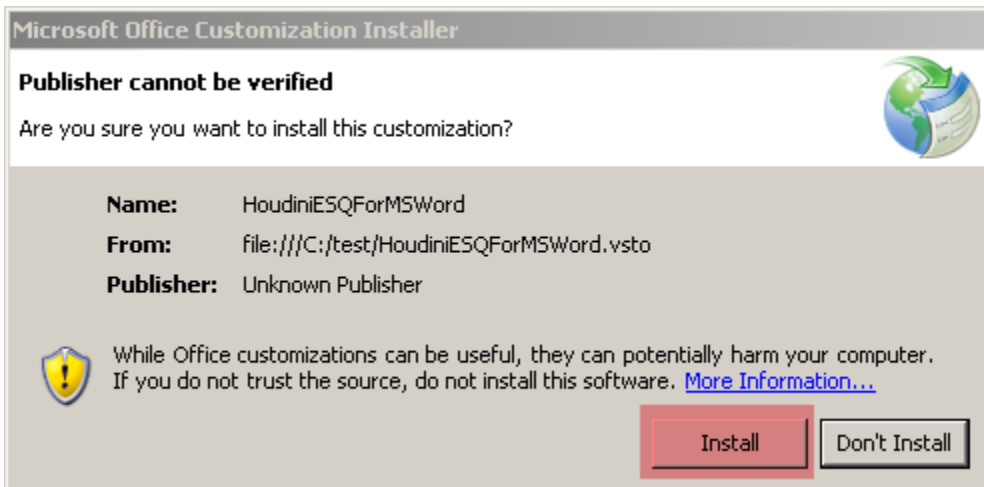 Microsoft Office Customization Installer
Publisher cannot be verified
Are you sure you want to install this customization?
Name: HoudiniESQForMSWord
From: file:///C:/test/HoudiniESQForMSWord.vsto
Publisher: Unknown Publisher
While Office customizations can be useful, they can potentially harm your computer.
If you do not trust the source, do not install this software. More Information...
Install Don't Install